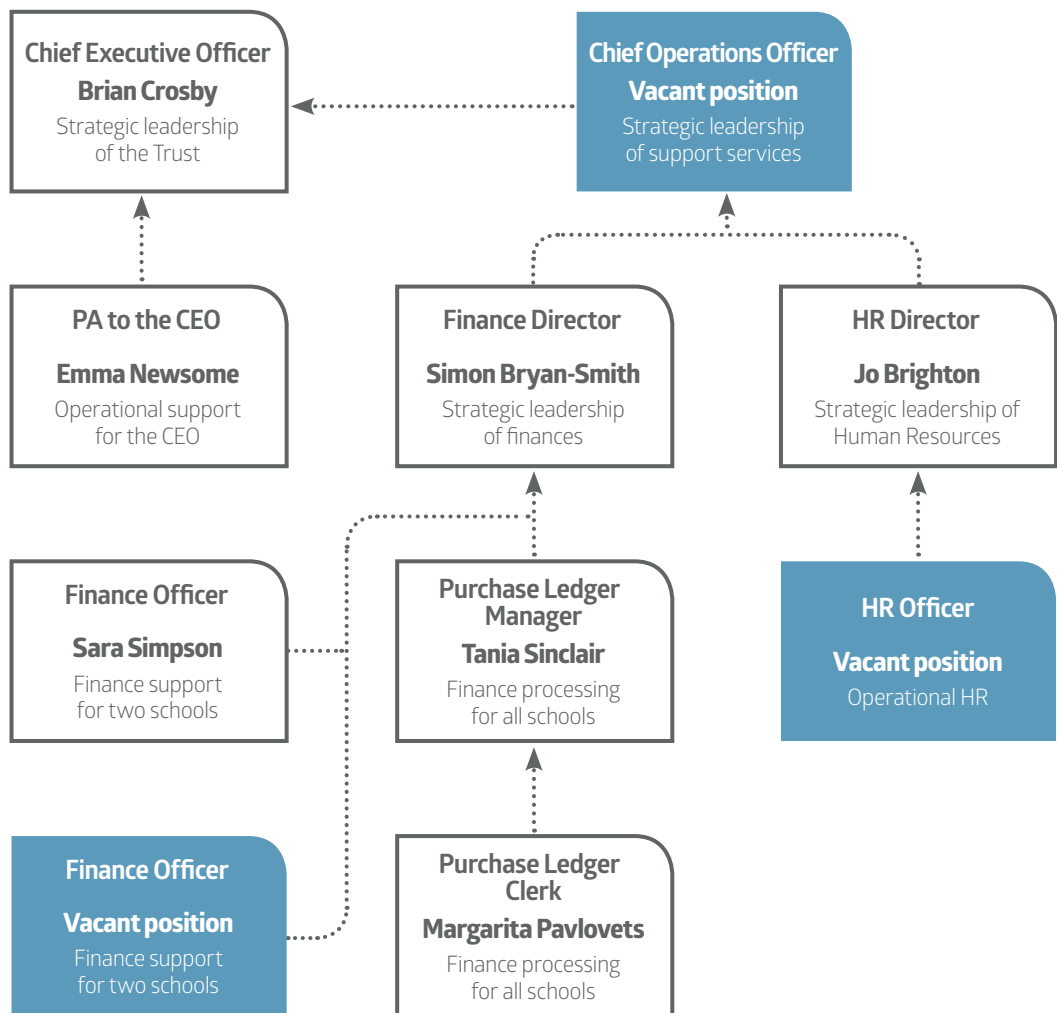 Chief Executive Officer
Brian Crosby
Strategic leadership
of the Trust
Chief Operations Officer
Vacant position
Strategic leadership
of support services
PA to the CEO
Emma Newsome
Operational support
for the CEO
Finance Director
Simon Bryan-Smith
Strategic leadership
of finances
HR Director
Jo Brighton
Strategic leadership of
Human Resources
Finance Officer
Sara Simpson
Finance support
for two schools
Purchase Ledger
Manager
Tania Sinclair
Finance processing
for all schools
HR Officer
Vacant position
Operational HR
Finance Officer
Vacant position
Finance support
for two schools
Purchase Ledger
Clerk
Margarita Pavlovets
Finance processing
for all schools